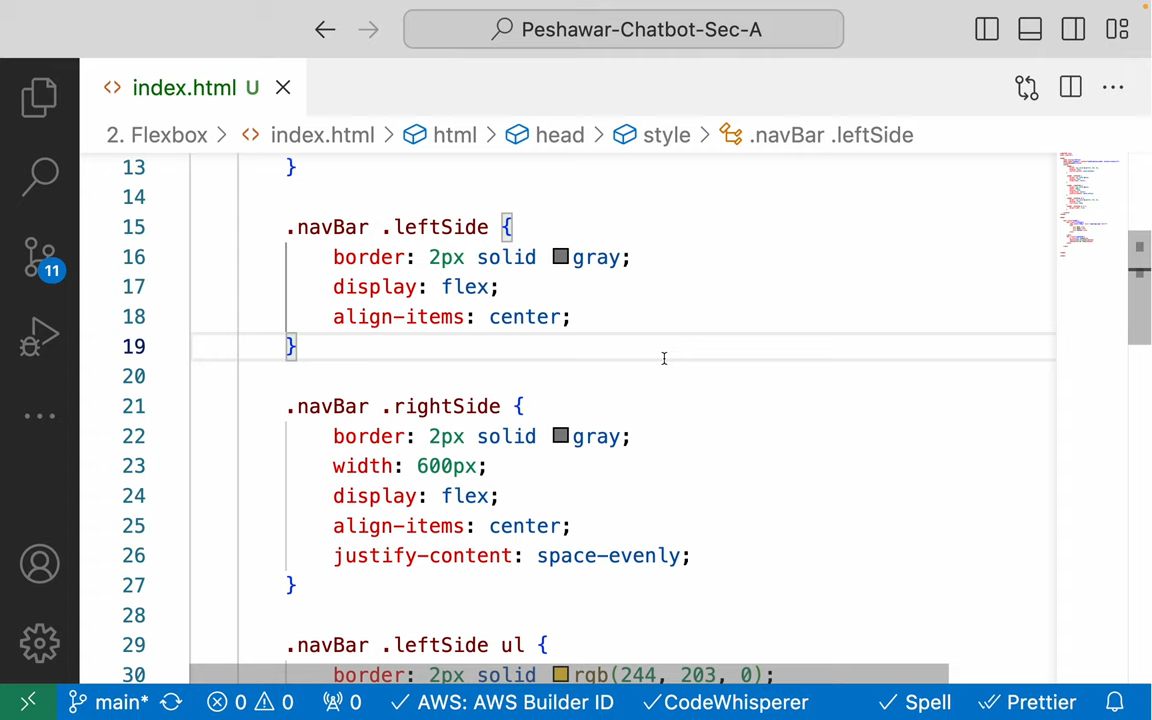 Peshawar-Chatbot-Sec-A
index.html U
2. Flexbox > index.html > html > head > style > .navBar .leftSide
13 }
14
15 .navBar .leftSide {
16 border: 2px solid gray;
17 display: flex;
18 align-items: center;
19 }
20
21 .navBar .rightSide {
22 border: 2px solid gray;
23 width: 600px;
24 display: flex;
25 align-items: center;
26 justify-content: space-evenly;
27 }
28
29 .navBar .leftSide ul {
30 border: 2px solid rgb(244, 203, 0);
11
main* 0 0 0 AWS: AWS Builder ID CodeWhisperer Spell Prettier